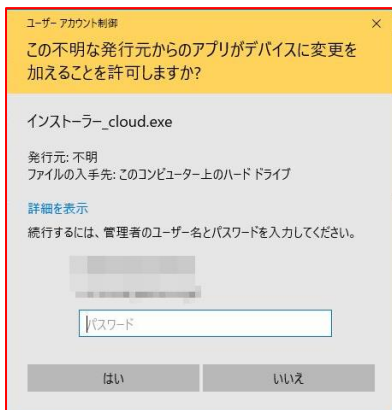 ユーザー アカウント制御
この不明な発行元からのアプリがデバイスに変更を
加えることを許可しますか?
インストーラー_cloud.exe
発行元: 不明
ファイルの入手先: このコンピューター上のハード ドライブ
詳細を表示
続行するには、管理者のユーザー名とパスワードを入力してください。
パスワード
はい
いいえ